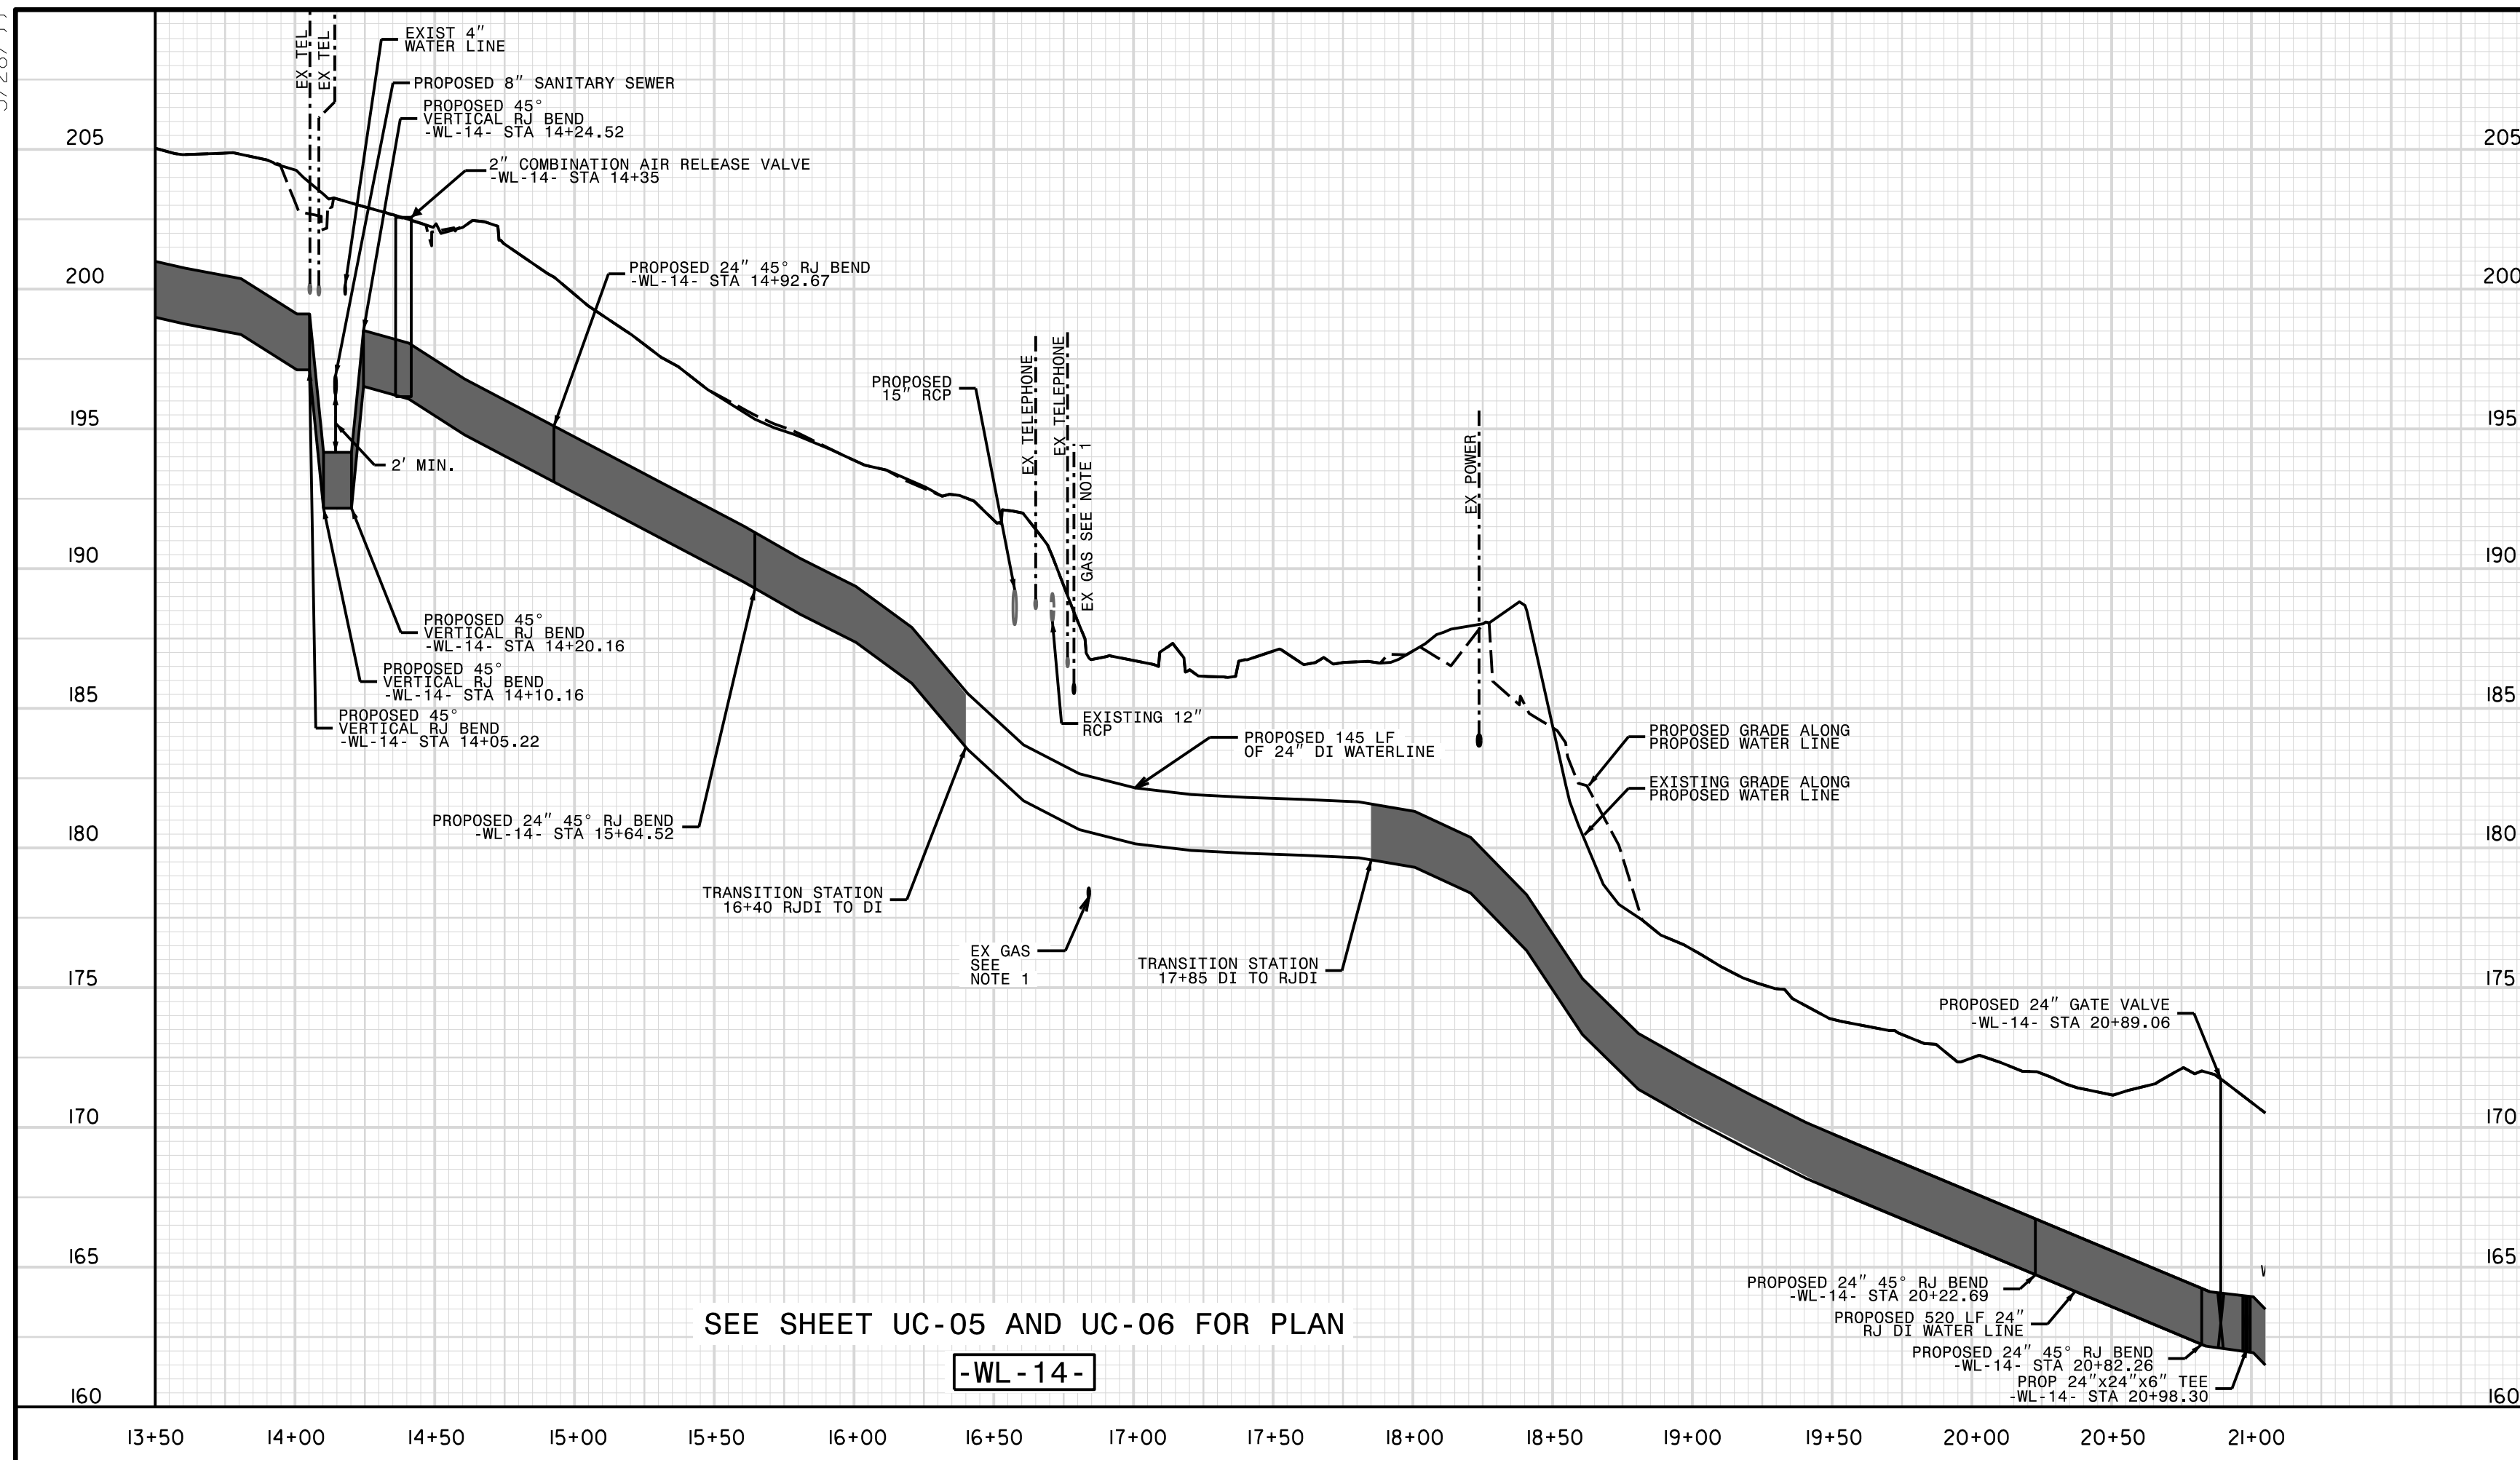 EX TEL
EX TEL
EXIST 4"
WATER LINE
PROPOSED 8" SANITARY SEWER
PROPOSED 45°
VERTICAL RJ BEND
-WL-14- STA 14+24.52
2" COMBINATION AIR RELEASE VALVE
-WL-14- STA 14+35
205
205
PROPOSED 24" 45° RJ BEND
-WL-14- STA 14+92.67
200
200
PROPOSED
15" RCP
EX TELEPHONE
EX TELEPHONE
EX GAS SEE NOTE 1
EX POWER
195
195
2' MIN.
190
190
PROPOSED 45°
VERTICAL RJ BEND
-WL-14- STA 14+20.16
PROPOSED 45°
VERTICAL RJ BEND
-WL-14- STA 14+10.16
185
185
PROPOSED 45°
VERTICAL RJ BEND
-WL-14- STA 14+05.22
EXISTING 12"
RCP
PROPOSED 145 LF
OF 24" DI WATERLINE
PROPOSED GRADE ALONG
PROPOSED WATER LINE
EXISTING GRADE ALONG
PROPOSED WATER LINE
PROPOSED 24" 45° RJ BEND
-WL-14- STA 15+64.52
180
180
TRANSITION STATION
16+40 RJDI TO DI
EX GAS
SEE
NOTE 1
TRANSITION STATION
17+85 DI TO RJDI
175
175
PROPOSED 24" GATE VALVE
-WL-14- STA 20+89.06
170
170
165
165
PROPOSED 24" 45° RJ BEND
-WL-14- STA 20+22.69
PROPOSED 520 LF 24"
RJ DI WATER LINE
PROPOSED 24" 45° RJ BEND
-WL-14- STA 20+82.26
PROP 24"x24"x6" TEE
-WL-14- STA 20+98.30
SEE SHEET UC-05 AND UC-06 FOR PLAN
-WL-14-
160
160
13+50 14+00 14+50 15+00 15+50 16+00 16+50 17+00 17+50 18+00 18+50 19+00 19+50 20+00 20+50 21+00